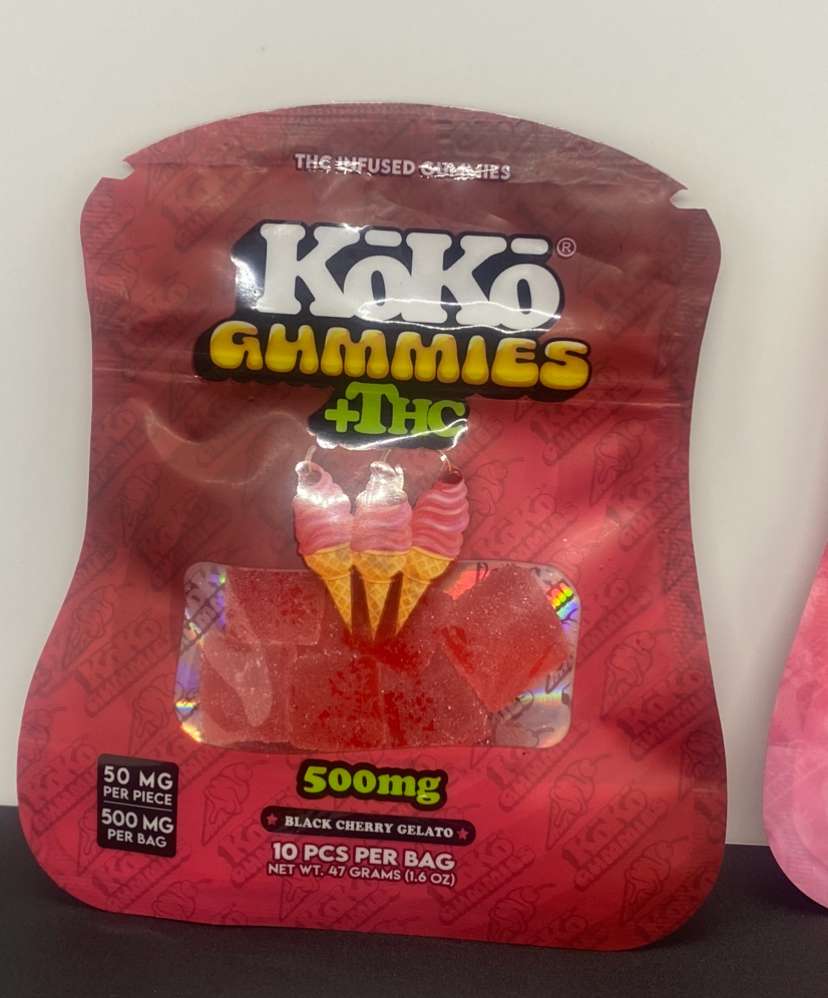 THC INFUSED GUMMIES
KōKō®
GUMMIES
+THC
500mg
50 MG
PER PIECE
500 MG
PER BAG
★ BLACK CHERRY GELATO ★
10 PCS PER BAG
NET WT. 47 GRAMS (1.6 OZ)